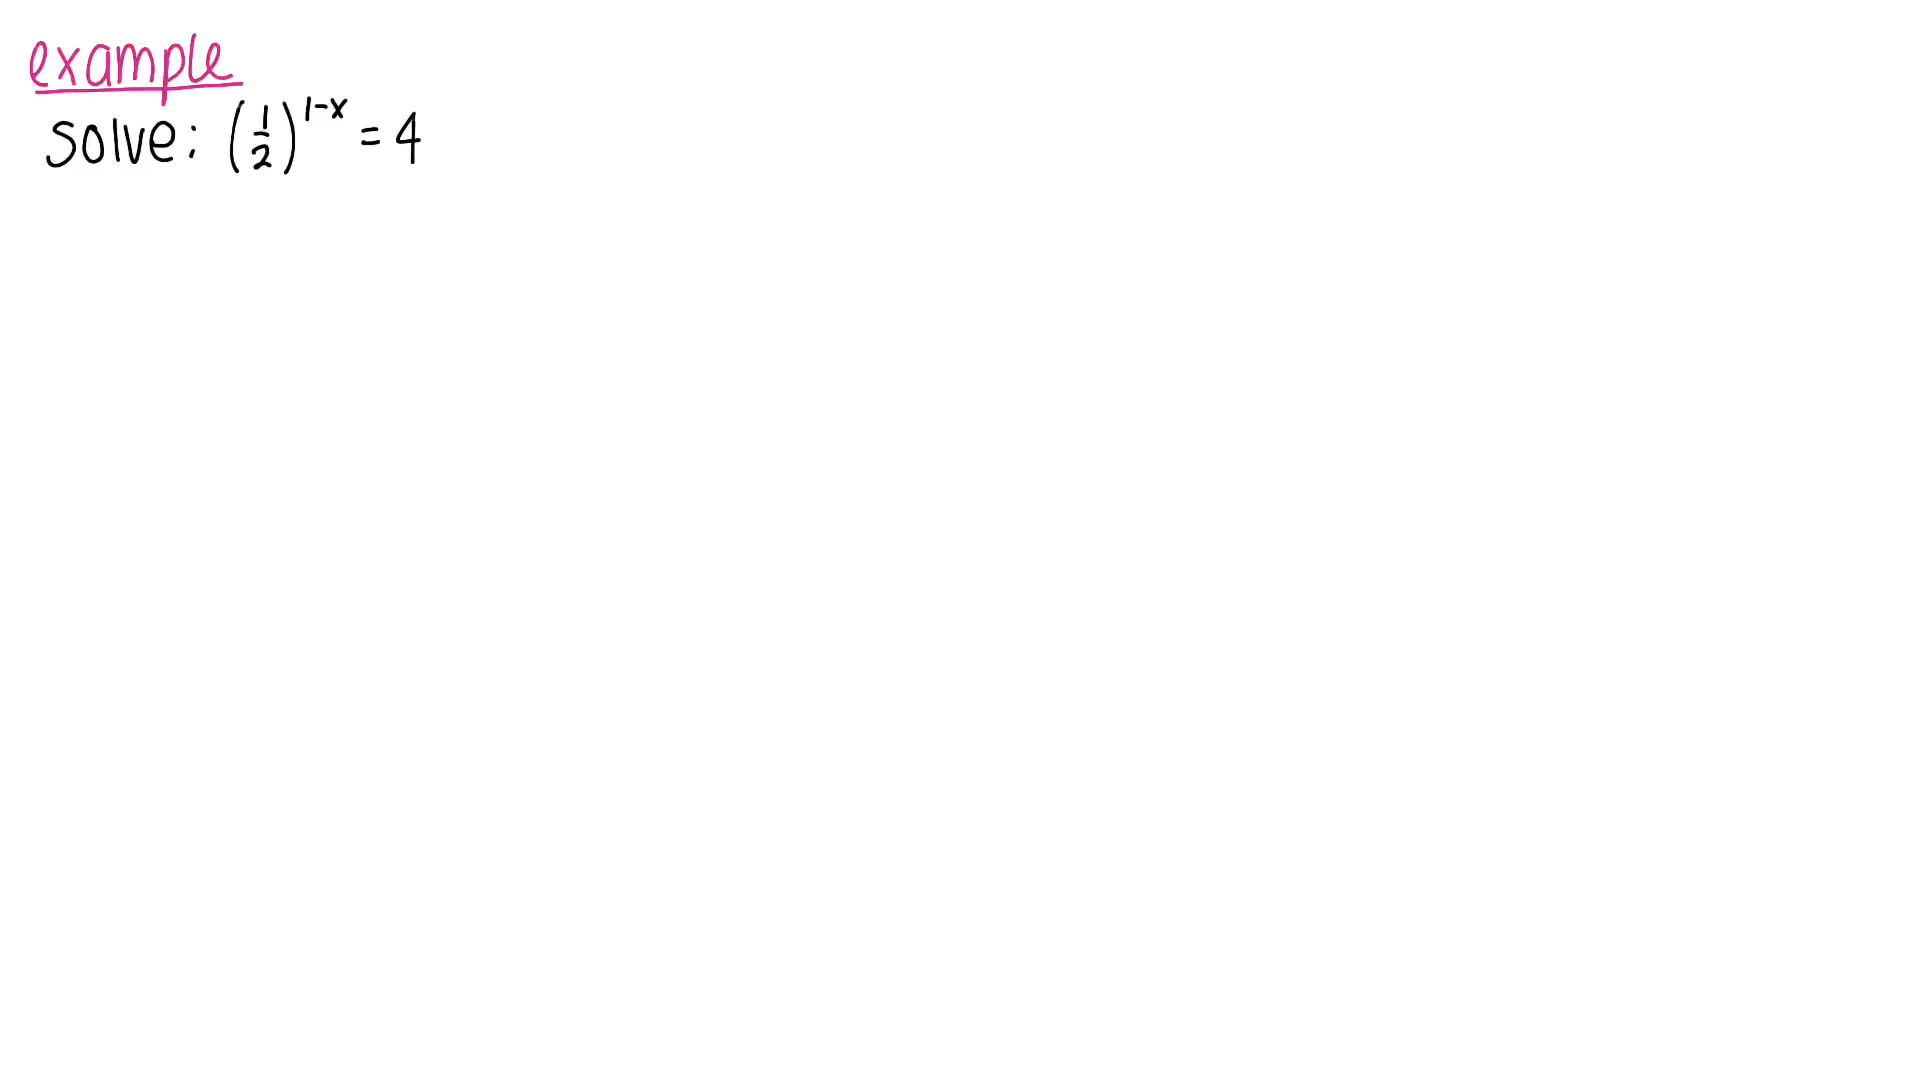 example
solve: (1/2)^(1-x) = 4